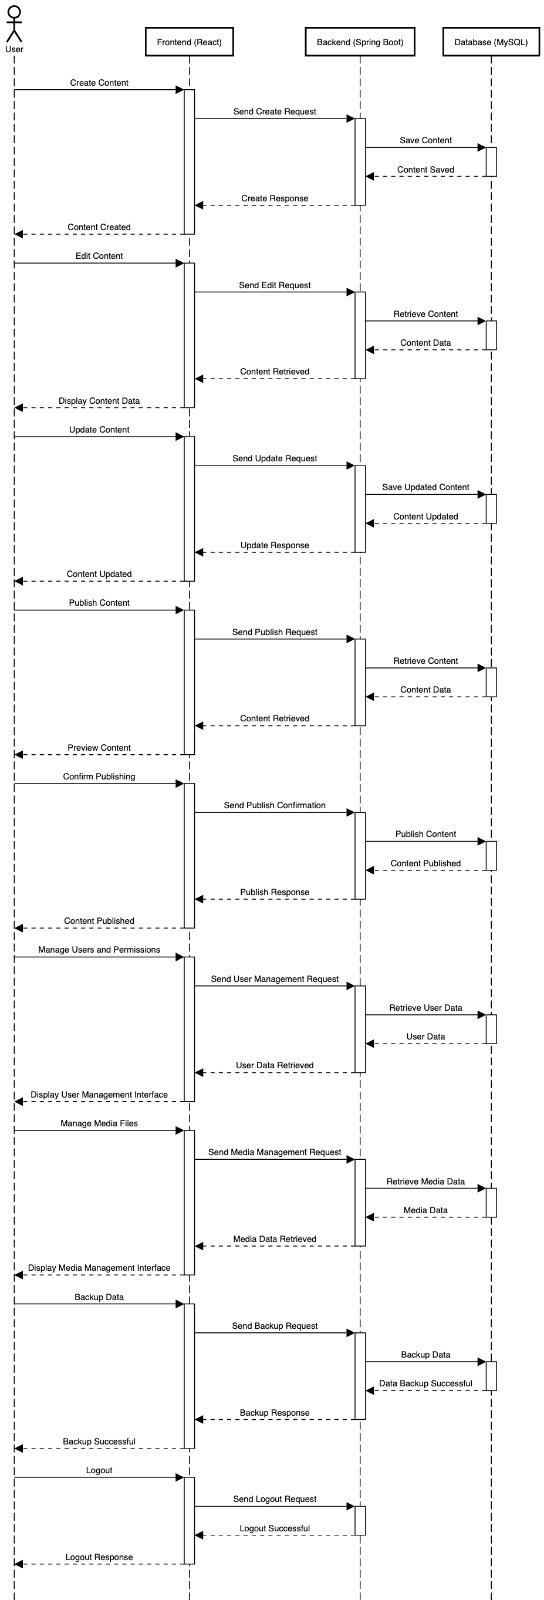 User
Frontend (React)
Backend (Spring Boot)
Database (MySQL)
Create Content
Send Create Request
Save Content
Content Saved
Create Response
Content Created
Edit Content
Send Edit Request
Retrieve Content
Content Data
Content Retrieved
Display Content Data
Update Content
Send Update Request
Save Updated Content
Content Updated
Update Response
Content Updated
Publish Content
Send Publish Request
Retrieve Content
Content Data
Content Retrieved
Preview Content
Confirm Publishing
Send Publish Confirmation
Publish Content
Content Published
Publish Response
Content Published
Manage Users and Permissions
Send User Management Request
Retrieve User Data
User Data
User Data Retrieved
Display User Management Interface
Manage Media Files
Send Media Management Request
Retrieve Media Data
Media Data
Media Data Retrieved
Display Media Management Interface
Backup Data
Send Backup Request
Backup Data
Data Backup Successful
Backup Response
Backup Successful
Logout
Send Logout Request
Logout Successful
Logout Response